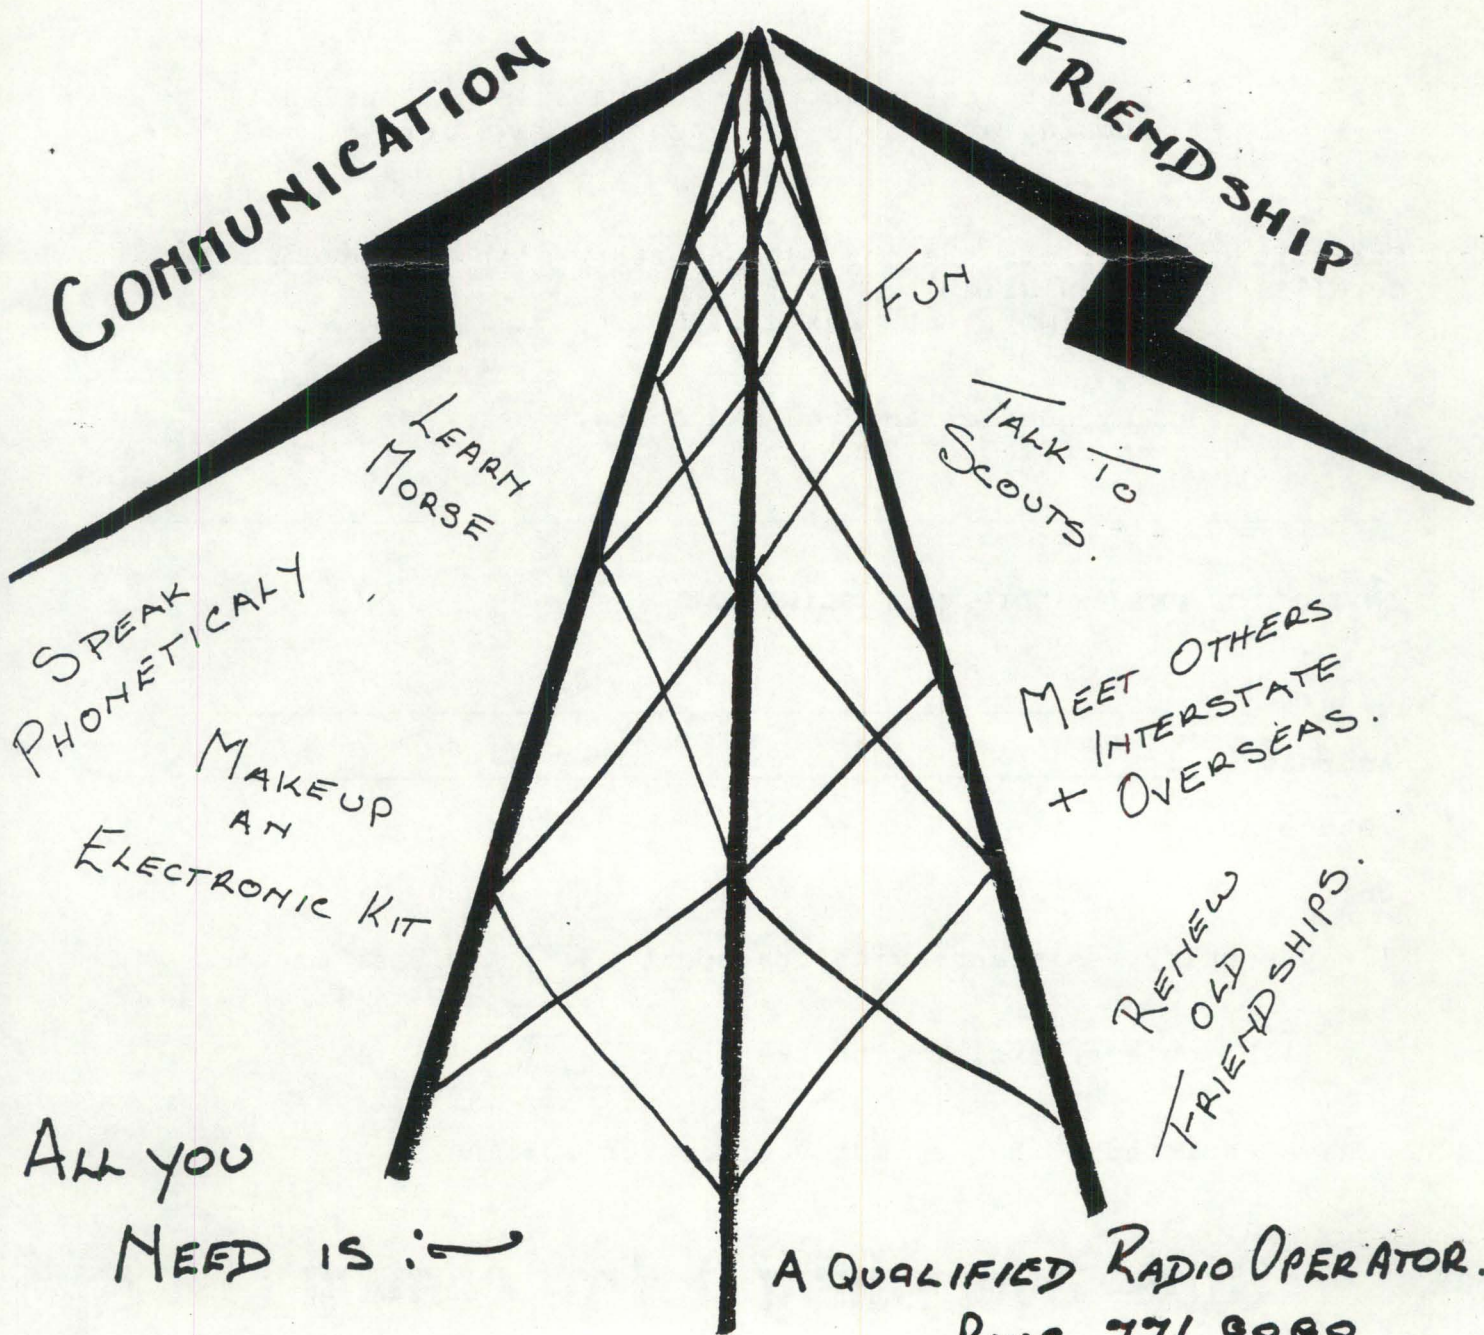 COMMUNICATION
FRIENDSHIP
FUN
LEARN
MORSE
TALK TO
SCOUTS.
SPEAK
PHONETICALY
MAKEUP
AN
ELECTRONIC KIT
MEET OTHERS
INTERSTATE
+ OVERSEAS.
RENEW
OLD
FRIENDSHIPS.
ALL YOU
NEED IS :-
A QUALIFIED RADIO OPERATOR.